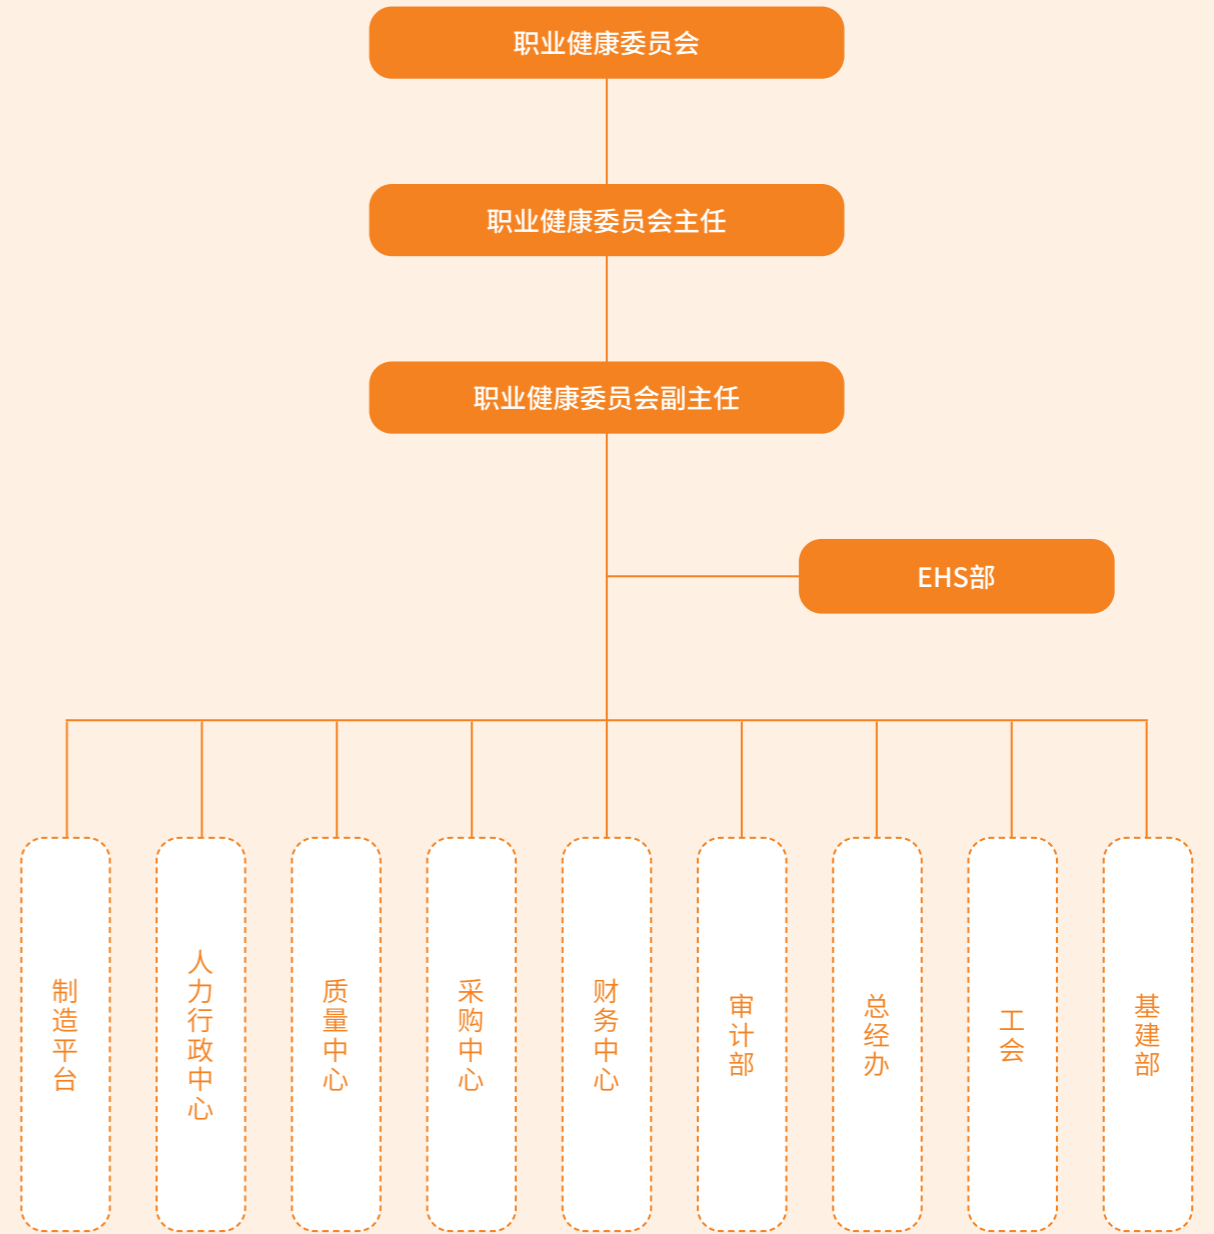 职业健康委员会
职业健康委员会主任
职业健康委员会副主任
EHS部
制造平台
人力行政中心
质量中心
采购中心
财务中心
审计部
总经办
工会
基建部